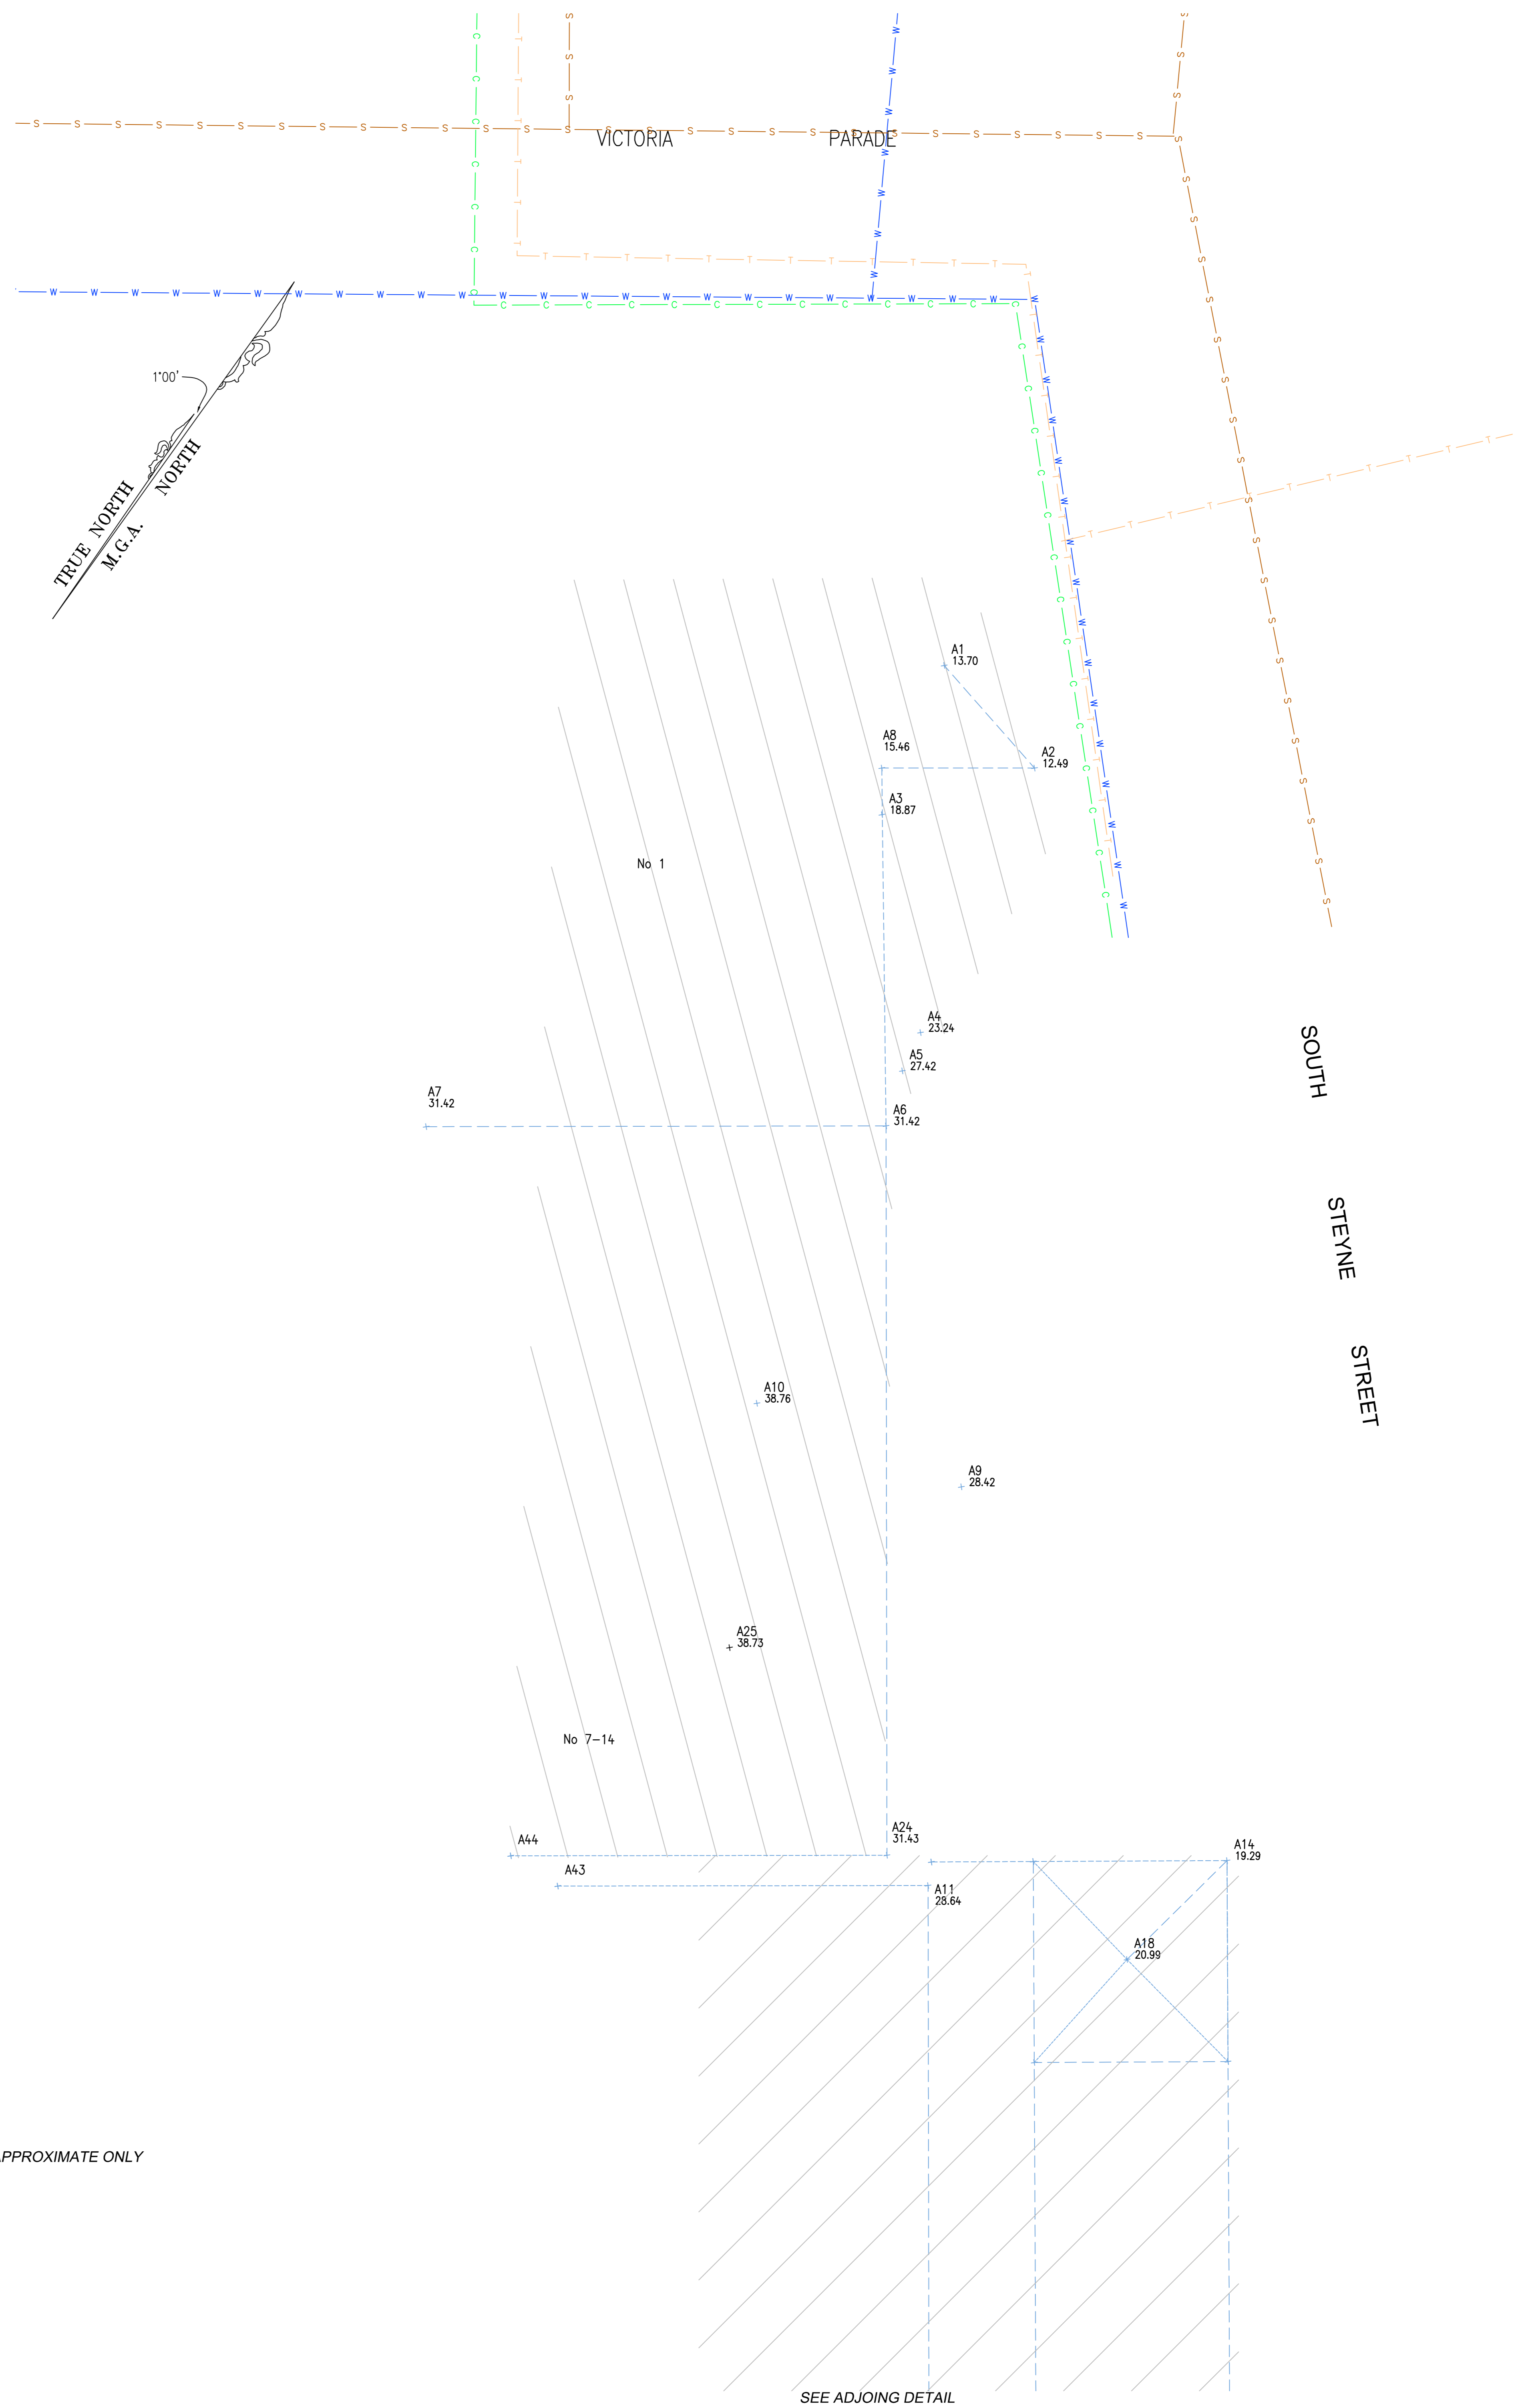 VICTORIA PARADE
1°00'
TRUE NORTH
M.G.A. NORTH
A1
13.70
A8
15.46
A2
12.49
A3
18.87
No 1
A4
23.24
A5
27.42
A7
31.42
A6
31.42
SOUTH STEYNE STREET
A10
38.76
A9
28.42
A25
38.73
No 7-14
A24
31.43
A44
A14
19.29
A43
A11
28.64
A18
20.99
APPROXIMATE ONLY
SEE ADJOING DETAIL